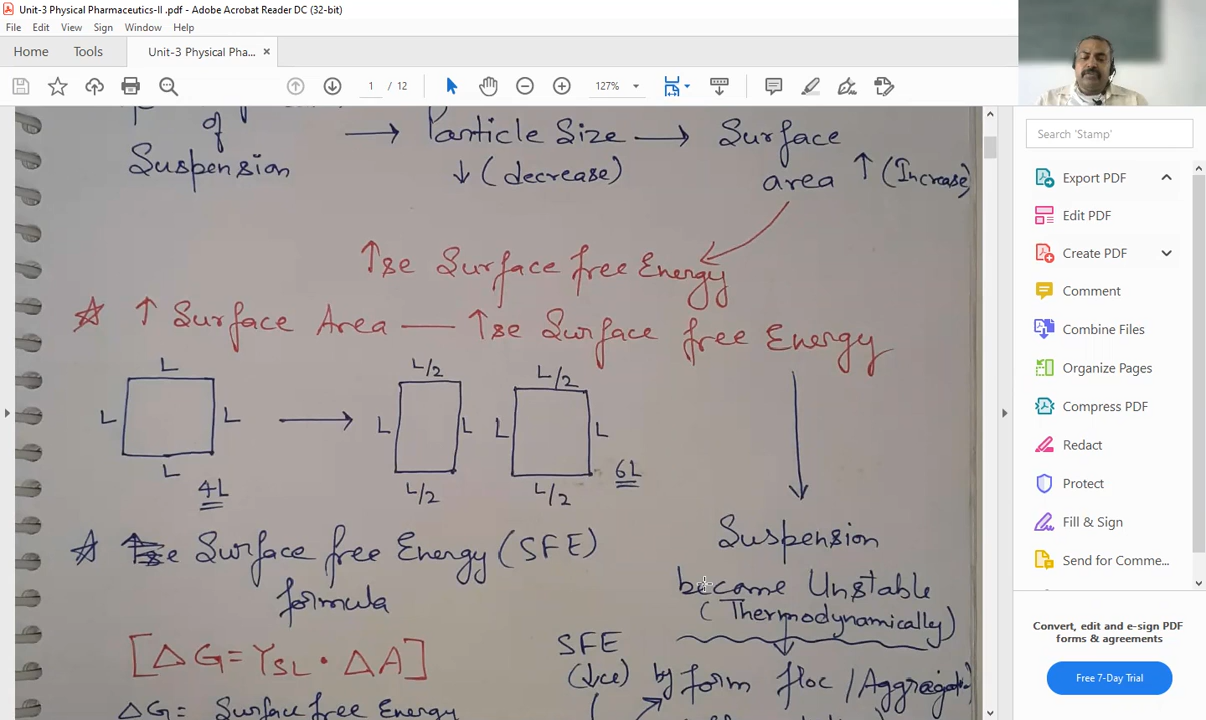 Unit-3 Physical Pharmaceutics-II .pdf - Adobe Acrobat Reader DC (32-bit)
File Edit View Sign Window Help
Home Tools Unit-3 Physical Pha... ×
1 / 12 127%
of Suspension → Particle Size → Surface area ↑ (Increase)
↓ (decrease)
↑se Surface free Energy
☆ ↑ Surface Area — ↑se Surface free Energy
L L/2 L/2
L L → L L L L
L L/2 L/2 6L
4L
☆ Surface free Energy (SFE)
formula
Suspension
become Unstable
(Thermodynamically)
[ΔG = γSL · ΔA]
SFE
by form floc /
ΔG = Surface free Energy
Search 'Stamp'
Export PDF
Edit PDF
Create PDF
Comment
Combine Files
Organize Pages
Compress PDF
Redact
Protect
Fill & Sign
Send for Comme...
Convert, edit and e-sign PDF
forms & agreements
Free 7-Day Trial